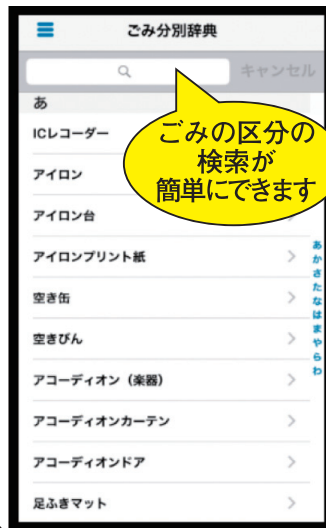 ごみ分別辞典
キャンセル
あ
ICレコーダー
アイロン
アイロン台
アイロンプリント紙
空き缶
空きびん
アコーディオン（楽器）
アコーディオンカーテン
アコーディオンドア
足ふきマット
ごみの区分の
検索が
簡単にできます
あ
か
さ
た
な
は
ま
や
ら
わ